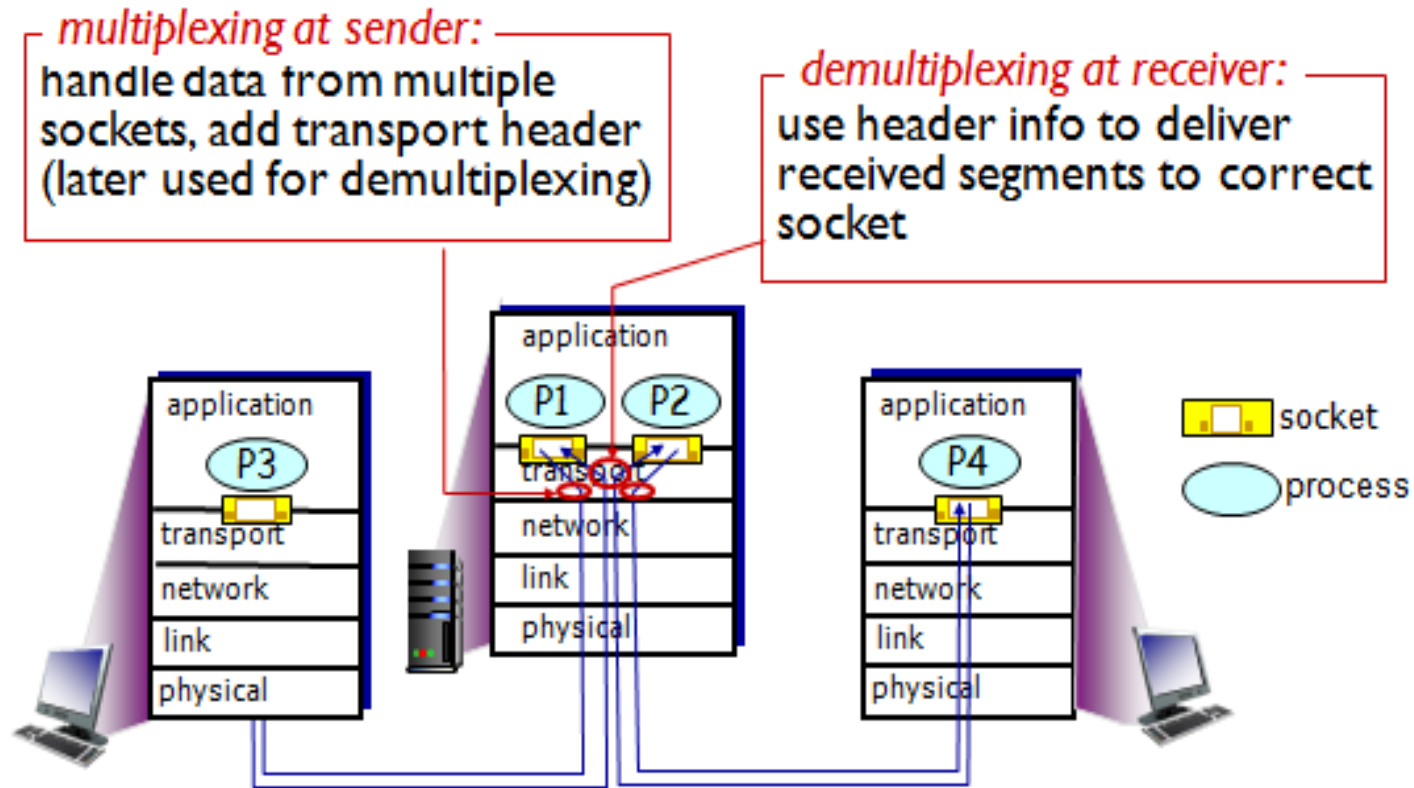 multiplexing at sender:
handle data from multiple
sockets, add transport header
(later used for demultiplexing)
demultiplexing at receiver:
use header info to deliver
received segments to correct
socket
application
P1 P2
transport
network
link
physical
application
P3
transport
network
link
physical
application
P4
transport
network
link
physical
socket
process